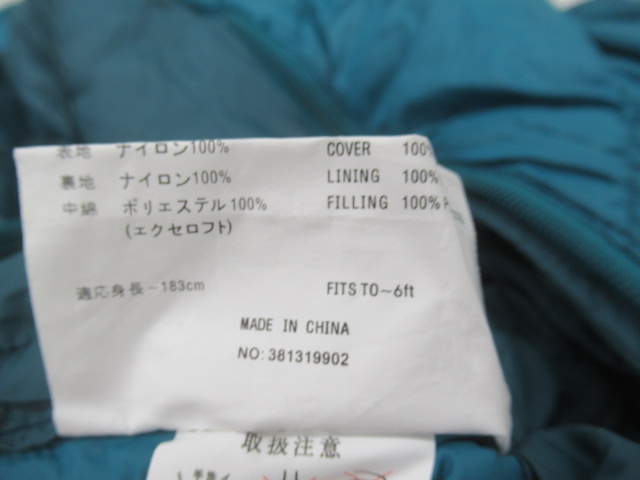 表地 ナイロン100% COVER 100%
裏地 ナイロン100% LINING 100%
中綿 ポリエステル100% FILLING 100% P
(エクセロフト)
適応身長～183cm FITS TO～6ft
MADE IN CHINA
NO:381319902
取扱注意